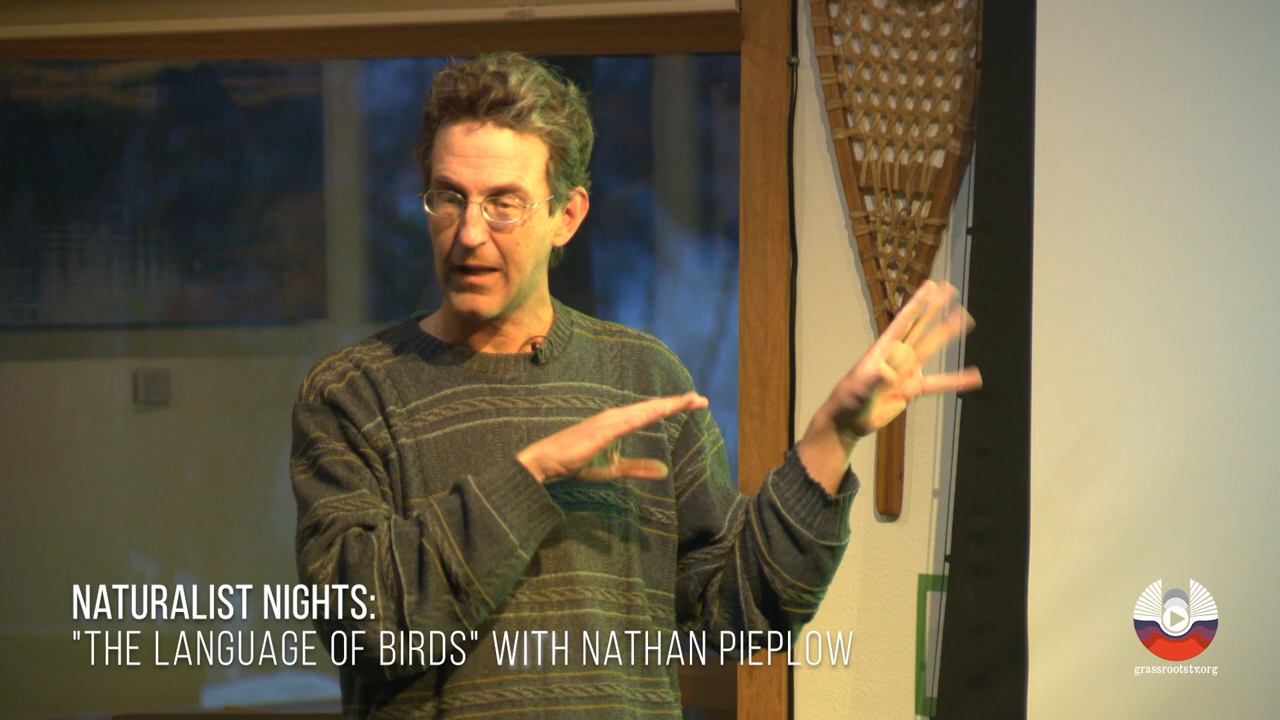 NATURALIST NIGHTS:
"THE LANGUAGE OF BIRDS" WITH NATHAN PIEPLOW
grassrootstv.org